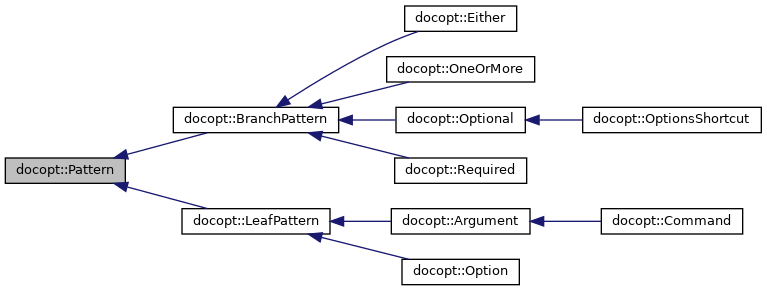 docopt::Either
docopt::OneOrMore
docopt::BranchPattern
docopt::Optional
docopt::OptionsShortcut
docopt::Pattern
docopt::Required
docopt::LeafPattern
docopt::Argument
docopt::Command
docopt::Option